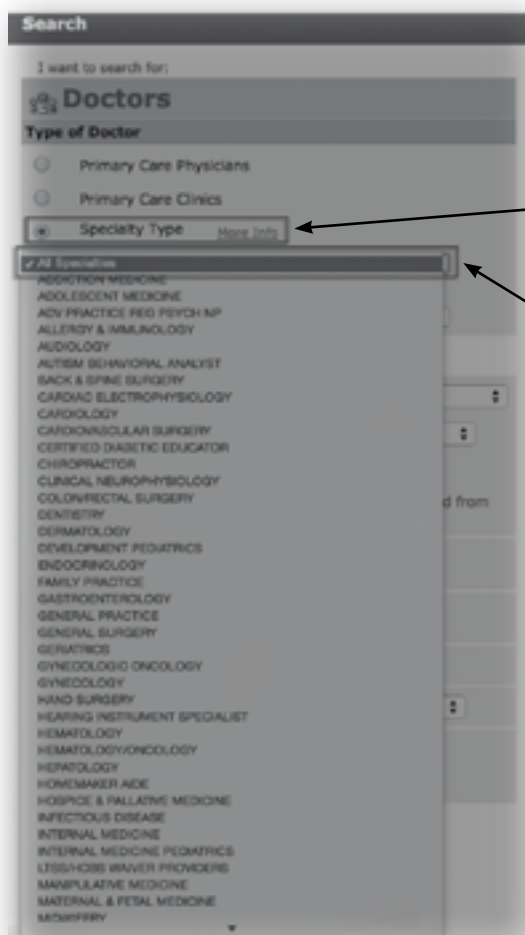 Search
I want to search for:
Doctors
Type of Doctor
Primary Care Physicians
Primary Care Clinics
Specialty Type More Info
✓ All Specialties
ADDICTION MEDICINE
ADOLESCENT MEDICINE
ADV PRACTICE REG PSYCH NP
ALLERGY & IMMUNOLOGY
AUDIOLOGY
AUTISM BEHAVIORAL ANALYST
BACK & SPINE SURGERY
CARDIAC ELECTROPHYSIOLOGY
CARDIOLOGY
CARDIOVASCULAR SURGERY
CERTIFIED DIABETIC EDUCATOR
CHIROPRACTOR
CLINICAL NEUROPHYSIOLOGY
COLON/RECTAL SURGERY
d from
DENTISTRY
DERMATOLOGY
DEVELOPMENT PEDIATRICS
ENDOCRINOLOGY
FAMILY PRACTICE
GASTROENTEROLOGY
GENERAL PRACTICE
GENERAL SURGERY
GERIATRICS
GYNECOLOGIC ONCOLOGY
GYNECOLOGY
HAND SURGERY
HEARING INSTRUMENT SPECIALIST
HEMATOLOGY
HEMATOLOGY/ONCOLOGY
HEPATOLOGY
HOMEMAKER AIDE
HOSPICE & PALLATIVE MEDICINE
INFECTIOUS DISEASE
INTERNAL MEDICINE
INTERNAL MEDICINE PEDIATRICS
LTSS/HCBS WAIVER PROVIDERS
MANIPULATIVE MEDICINE
MATERNAL & FETAL MEDICINE
MIDWIFERY